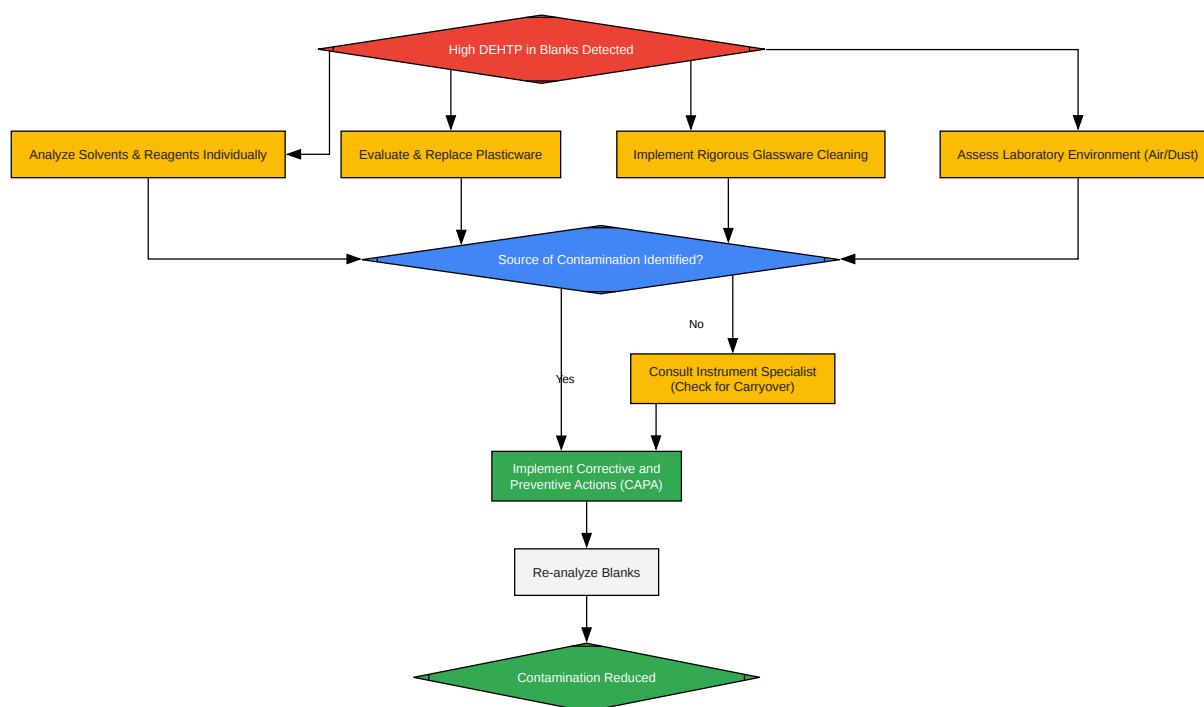 High DEHTP in Blanks Detected
Analyze Solvents & Reagents Individually
Evaluate & Replace Plasticware
Implement Rigorous Glassware Cleaning
Assess Laboratory Environment (Air/Dust)
Source of Contamination Identified?
No
Yes
Consult Instrument Specialist
(Check for Carryover)
Implement Corrective and
Preventive Actions (CAPA)
Re-analyze Blanks
Contamination Reduced